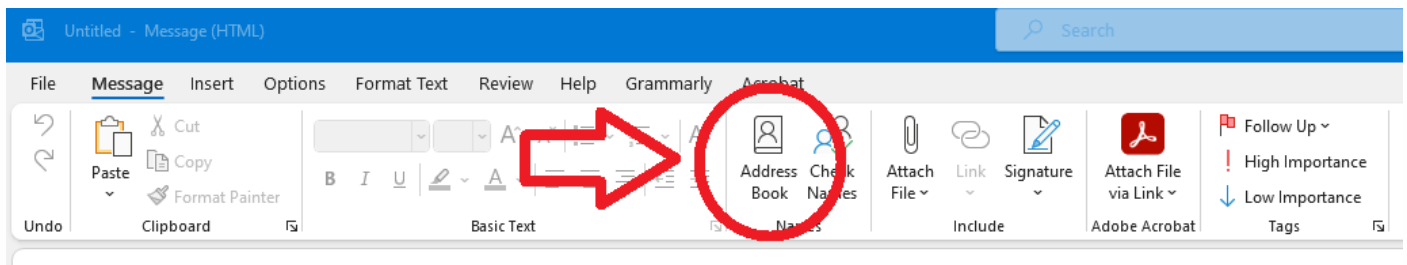 Untitled - Message (HTML)
Search
File Message Insert Options Format Text Review Help Grammarly Acrobat
Paste
Cut
Copy
Format Painter
B I U A
Address Book
Check Names
Attach File
Link
Signature
Attach File via Link
Follow Up
High Importance
Low Importance
Undo Clipboard Basic Text Names Include Adobe Acrobat Tags